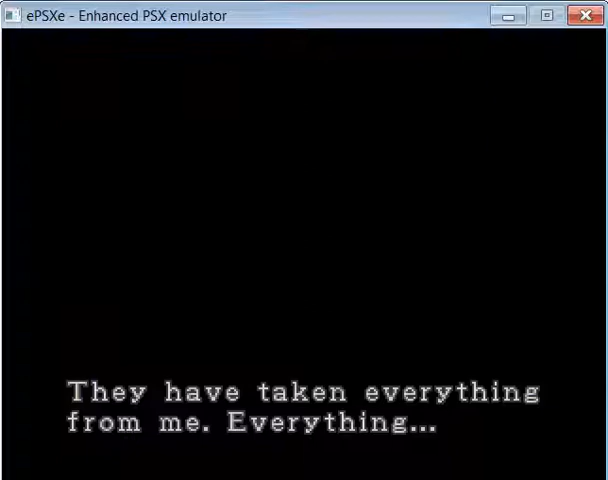 ePSXe - Enhanced PSX emulator
They have taken everything
from me. Everything...